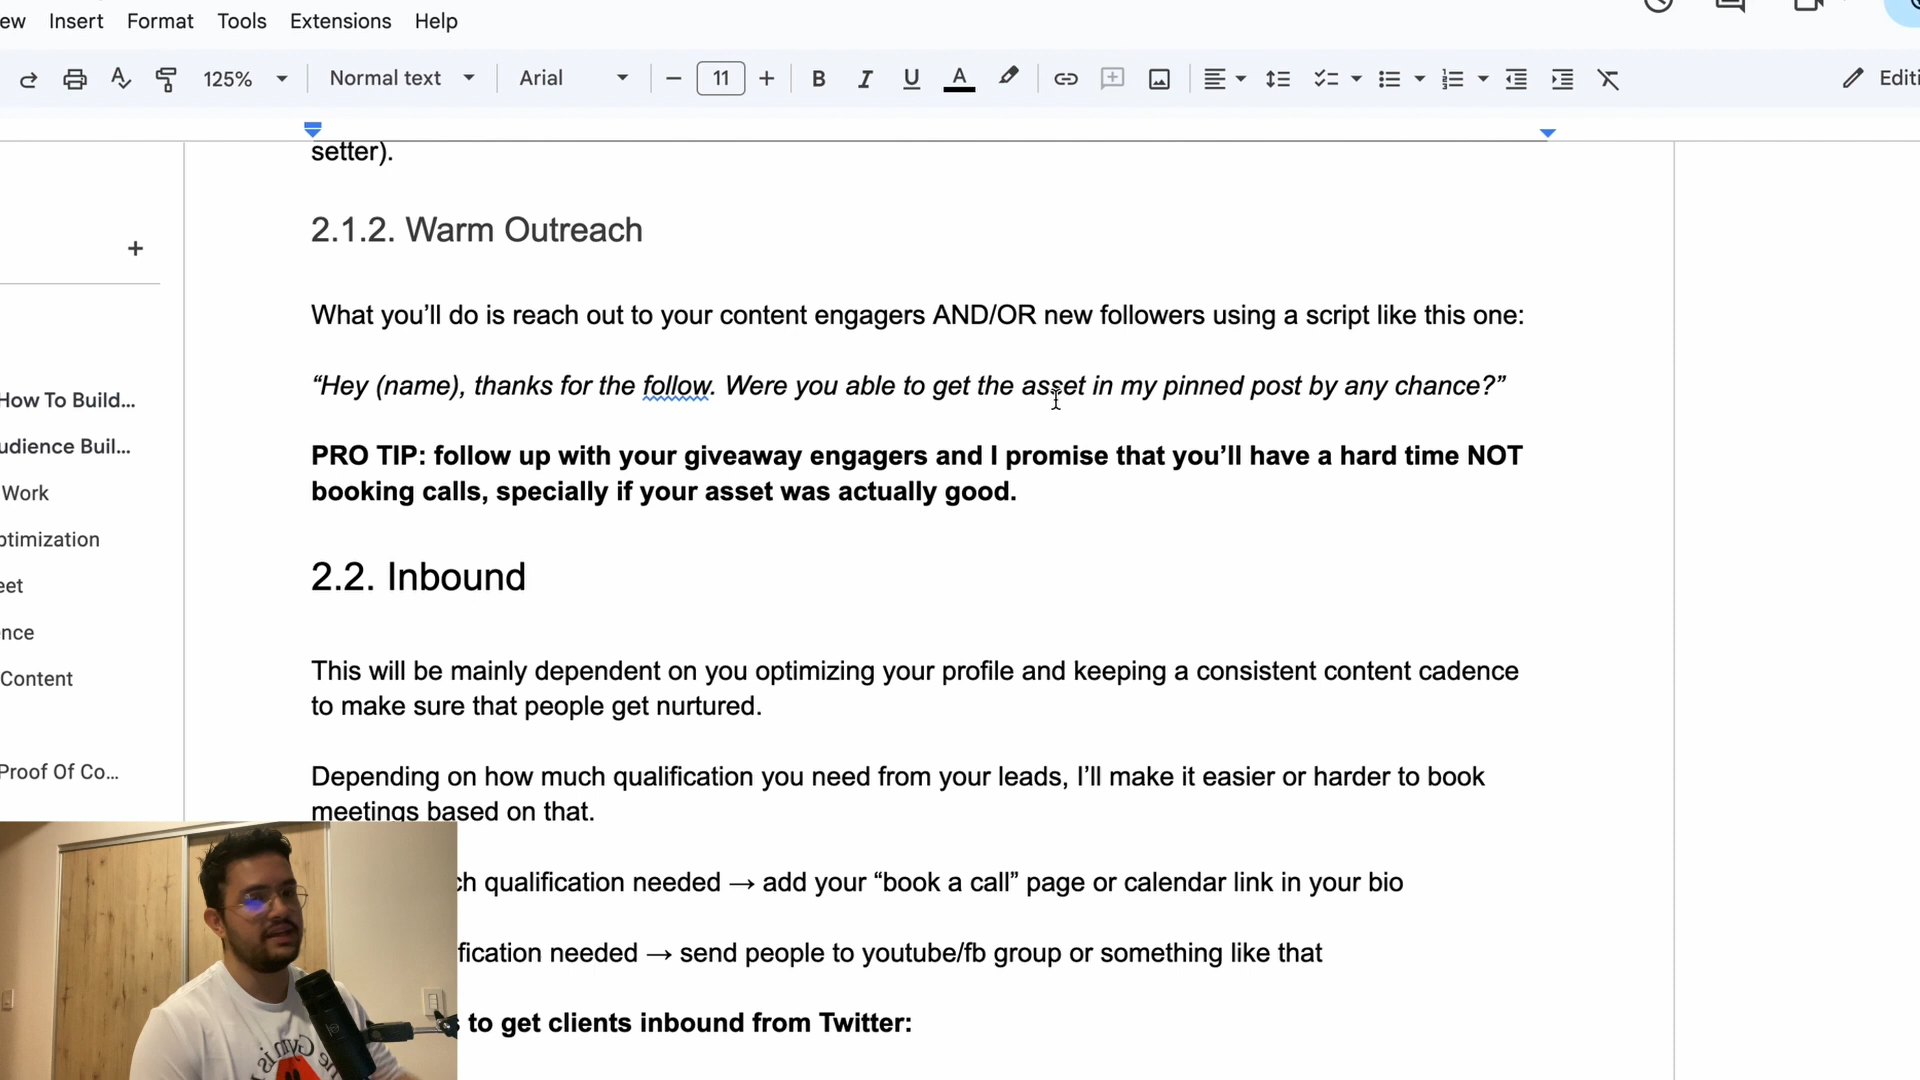 ew Insert Format Tools Extensions Help
125% Normal text Arial 11 Editi
setter).
2.1.2. Warm Outreach
What you’ll do is reach out to your content engagers AND/OR new followers using a script like this one:
“Hey (name), thanks for the follow. Were you able to get the asset in my pinned post by any chance?”
PRO TIP: follow up with your giveaway engagers and I promise that you’ll have a hard time NOT
booking calls, specially if your asset was actually good.
2.2. Inbound
This will be mainly dependent on you optimizing your profile and keeping a consistent content cadence
to make sure that people get nurtured.
Depending on how much qualification you need from your leads, I’ll make it easier or harder to book
meetings based on that.
ch qualification needed → add your “book a call” page or calendar link in your bio
fication needed → send people to youtube/fb group or something like that
s to get clients inbound from Twitter:
How To Build...
udience Buil...
Work
ptimization
eet
ence
Content
Proof Of Co...